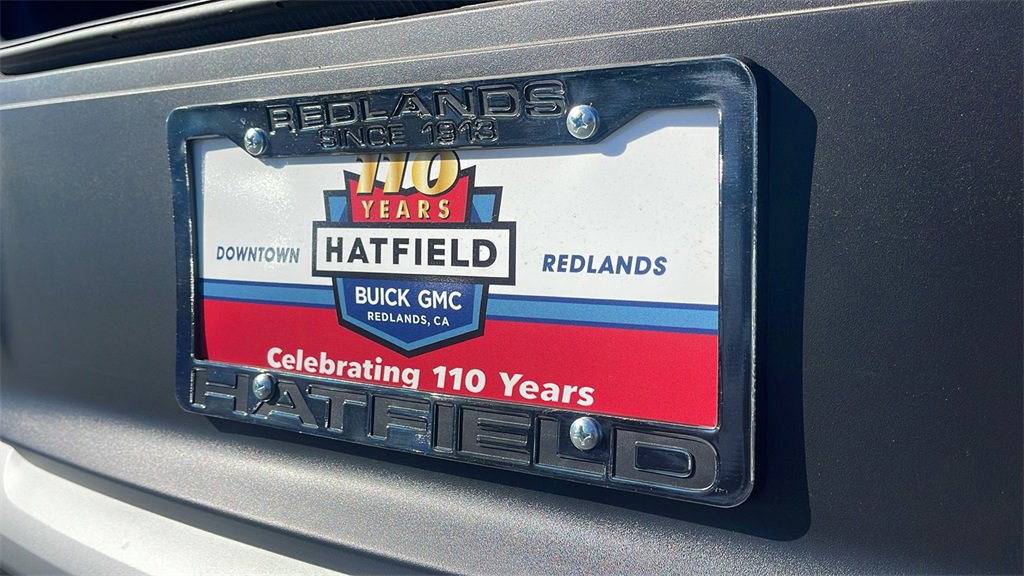 REDLANDS
SINCE 1913
110
YEARS
DOWNTOWN HATFIELD REDLANDS
BUICK GMC
REDLANDS, CA
Celebrating 110 Years
HATFIELD